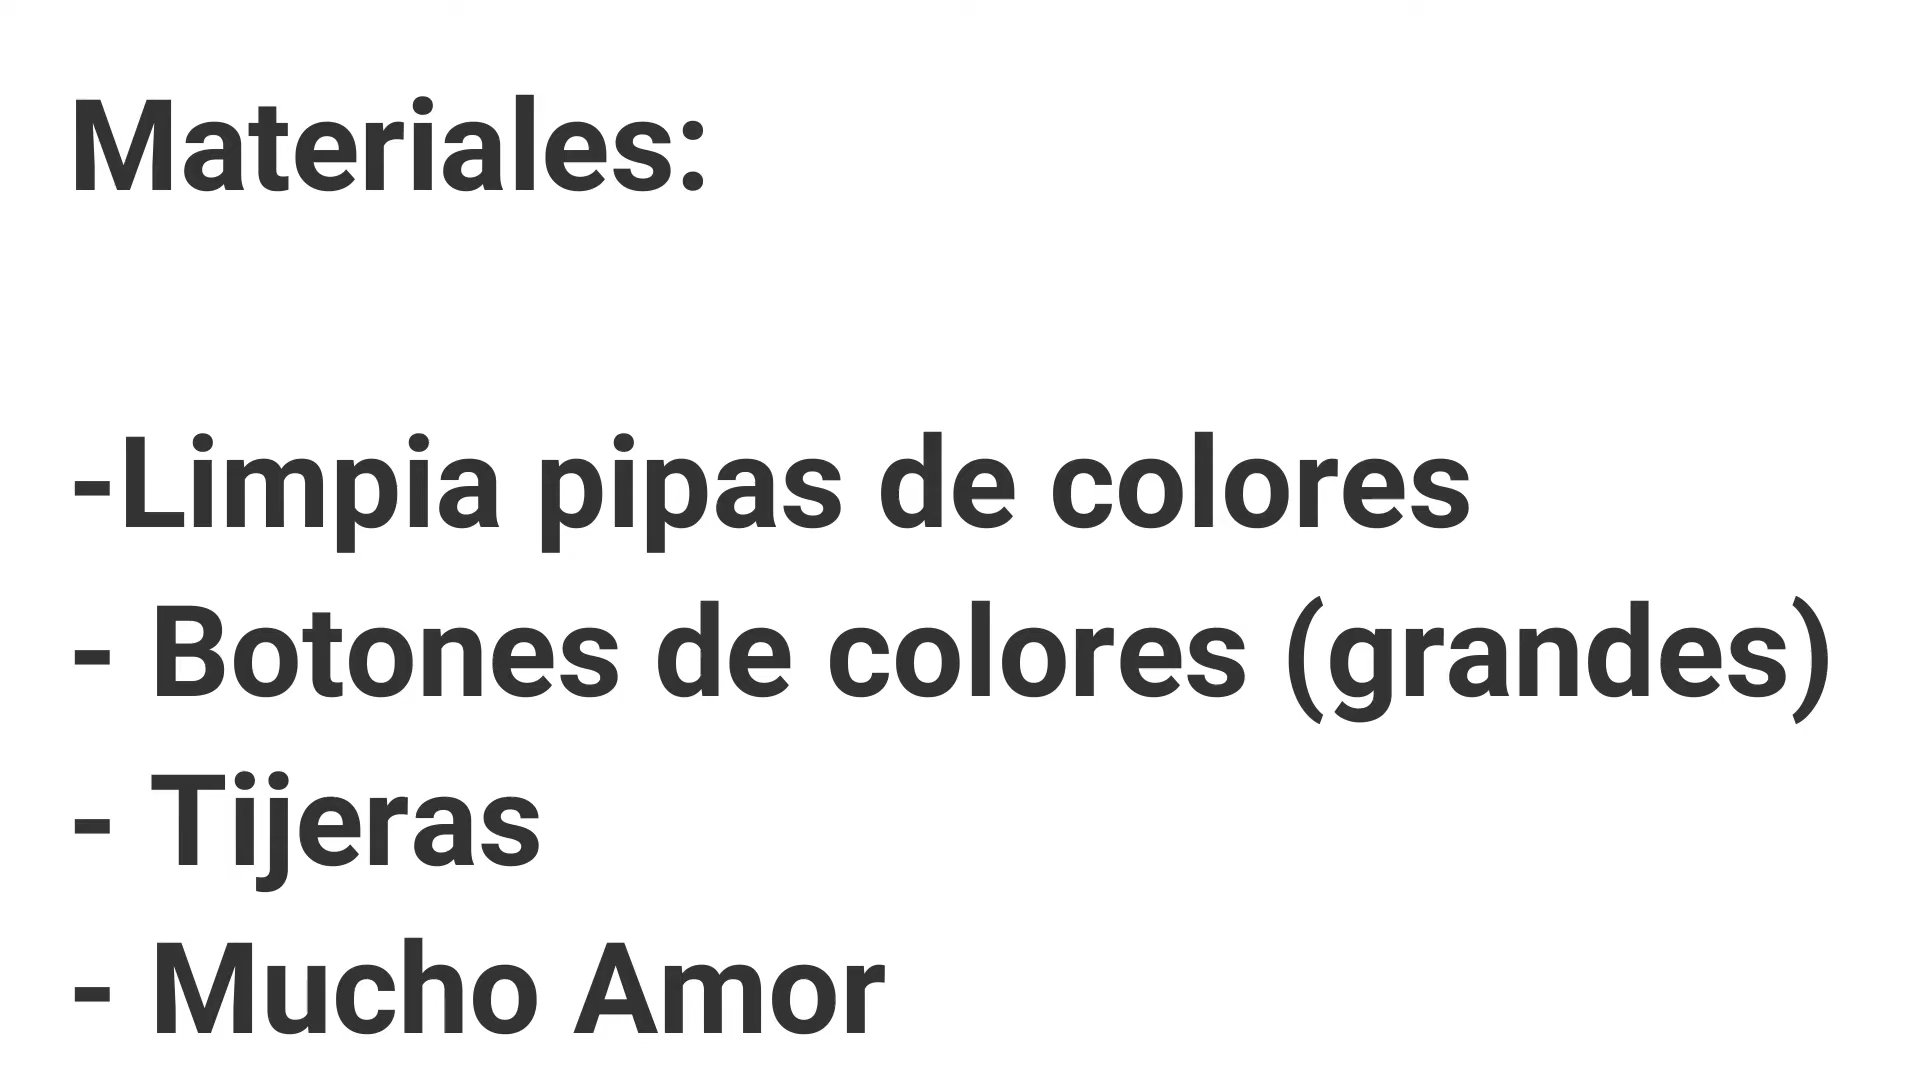 Materiales:
-Limpia pipas de colores
- Botones de colores (grandes)
- Tijeras
- Mucho Amor